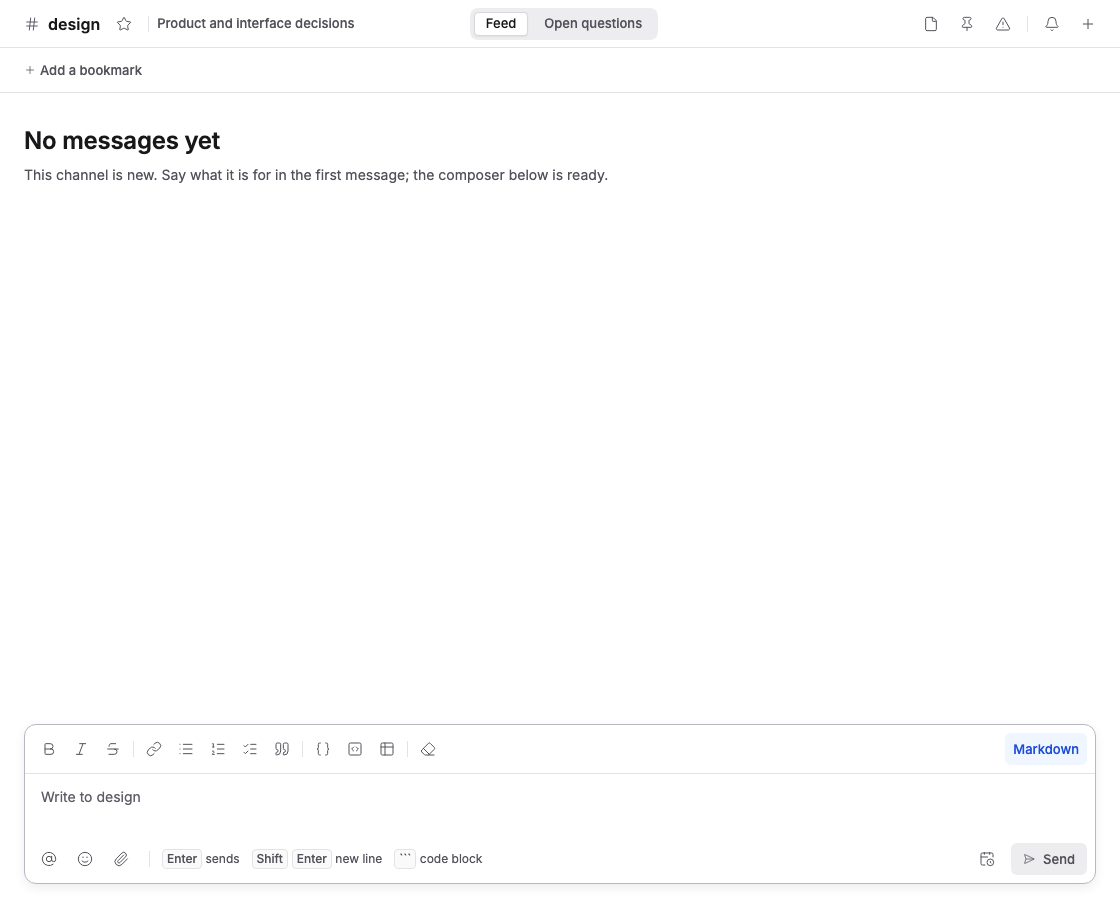 # design Product and interface decisions Feed Open questions
+ Add a bookmark
No messages yet
This channel is new. Say what it is for in the first message; the composer below is ready.
Markdown
Write to design
Enter sends Shift Enter new line ``` code block Send